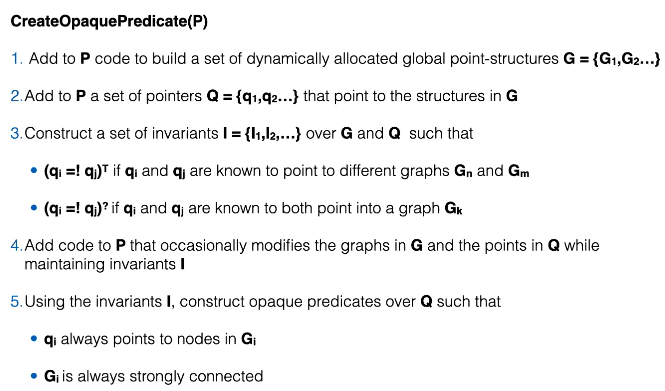 CreateOpaquePredicate(P)
1. Add to P code to build a set of dynamically allocated global point-structures G = {G₁,G₂...}
2.Add to P a set of pointers Q = {q₁,q₂...} that point to the structures in G
3.Construct a set of invariants I = {I₁,I₂,...} over G and Q such that
• (qᵢ =! qⱼ)ᵀ if qᵢ and qⱼ are known to point to different graphs Gₙ and Gₘ
• (qᵢ =! qⱼ)? if qᵢ and qⱼ are known to both point into a graph Gₖ
4.Add code to P that occasionally modifies the graphs in G and the points in Q while
maintaining invariants I
5.Using the invariants I, construct opaque predicates over Q such that
• qᵢ always points to nodes in Gᵢ
• Gᵢ is always strongly connected